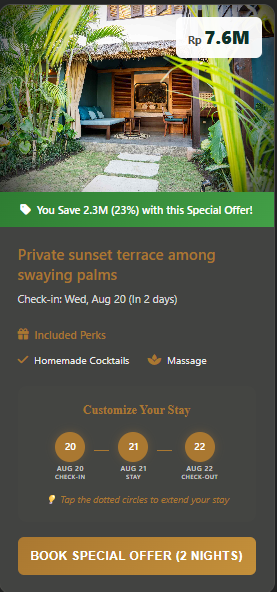 Rp 7.6M
You Save 2.3M (23%) with this Special Offer!
Private sunset terrace among
swaying palms
Check-in: Wed, Aug 20 (In 2 days)
Included Perks
Homemade Cocktails Massage
Customize Your Stay
20 21 22
AUG 20 AUG 21 AUG 22
CHECK-IN STAY CHECK-OUT
Tap the dotted circles to extend your stay
BOOK SPECIAL OFFER (2 NIGHTS)